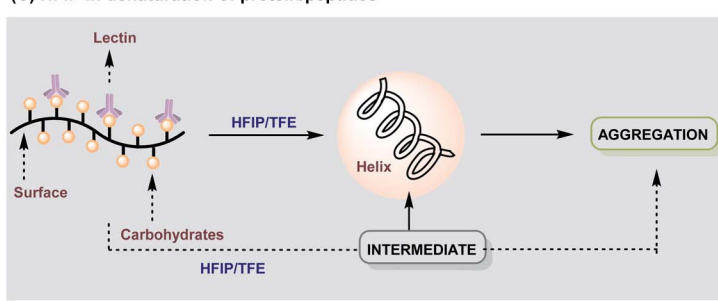 Lectin
HFIP/TFE
AGGREGATION
Helix
Surface
Carbohydrates
INTERMEDIATE
HFIP/TFE